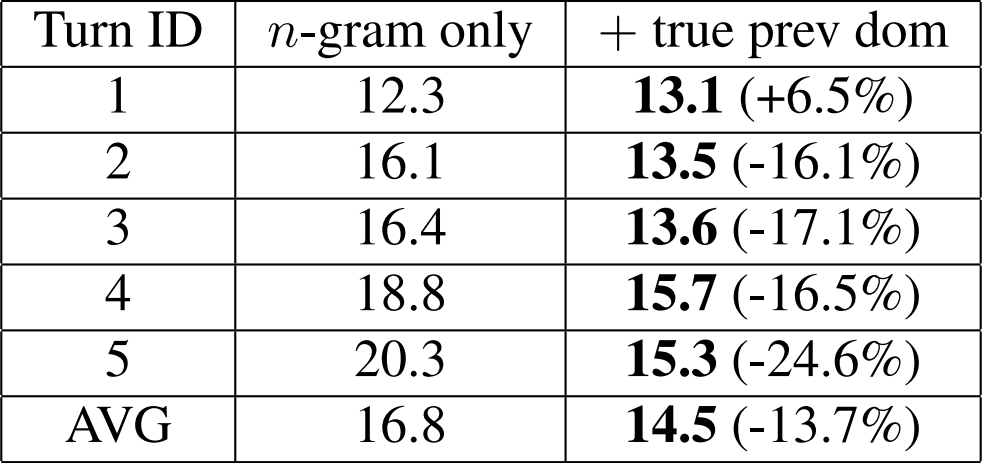 Turn ID n-gram only + true prev dom
1 12.3 13.1 (+6.5%)
2 16.1 13.5 (-16.1%)
3 16.4 13.6 (-17.1%)
4 18.8 15.7 (-16.5%)
5 20.3 15.3 (-24.6%)
AVG 16.8 14.5 (-13.7%)